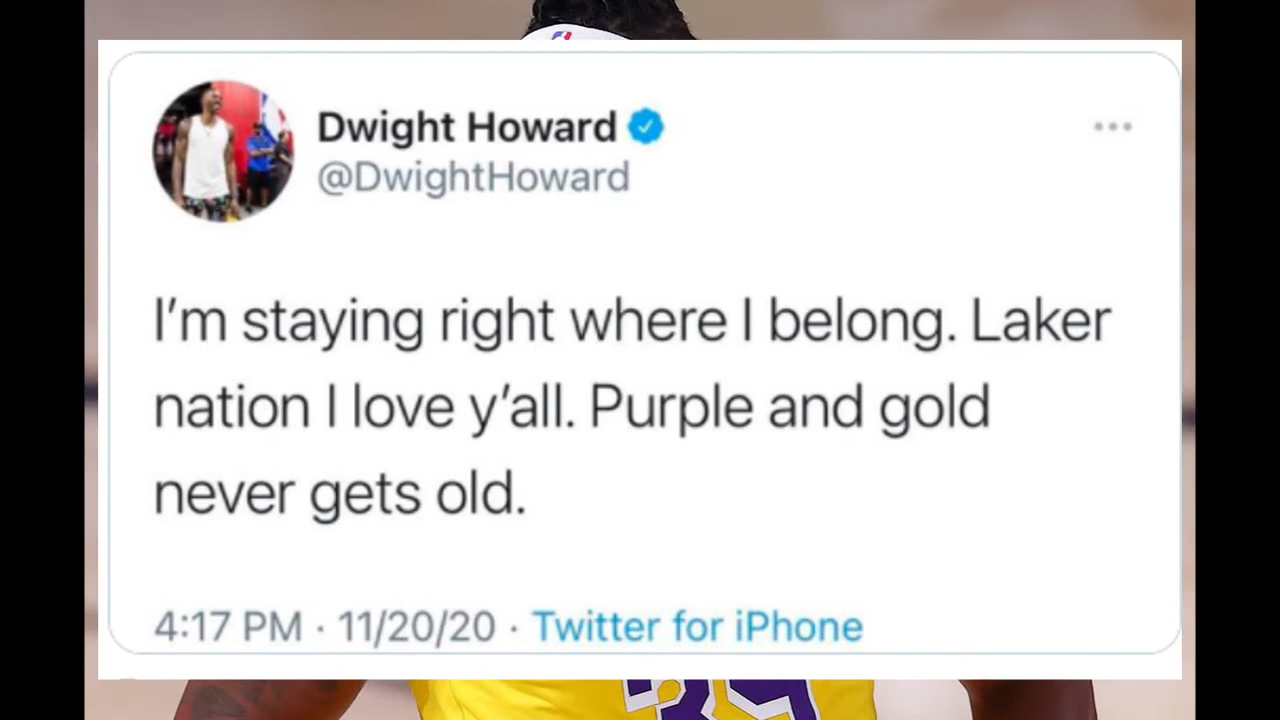 Dwight Howard
@DwightHoward
I'm staying right where I belong. Laker
nation I love y'all. Purple and gold
never gets old.
4:17 PM · 11/20/20 · Twitter for iPhone
39